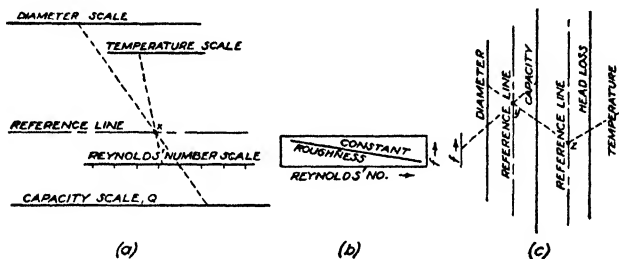 DIAMETER SCALE
TEMPERATURE SCALE
REFERENCE LINE
REYNOLDS' NUMBER SCALE
CAPACITY SCALE, Q
(a)
CONSTANT
ROUGHNESS
f
REYNOLDS' NO.
(b)
f
DIAMETER
REFERENCE LINE
CAPACITY
REFERENCE LINE
HEAD LOSS
TEMPERATURE
(c)